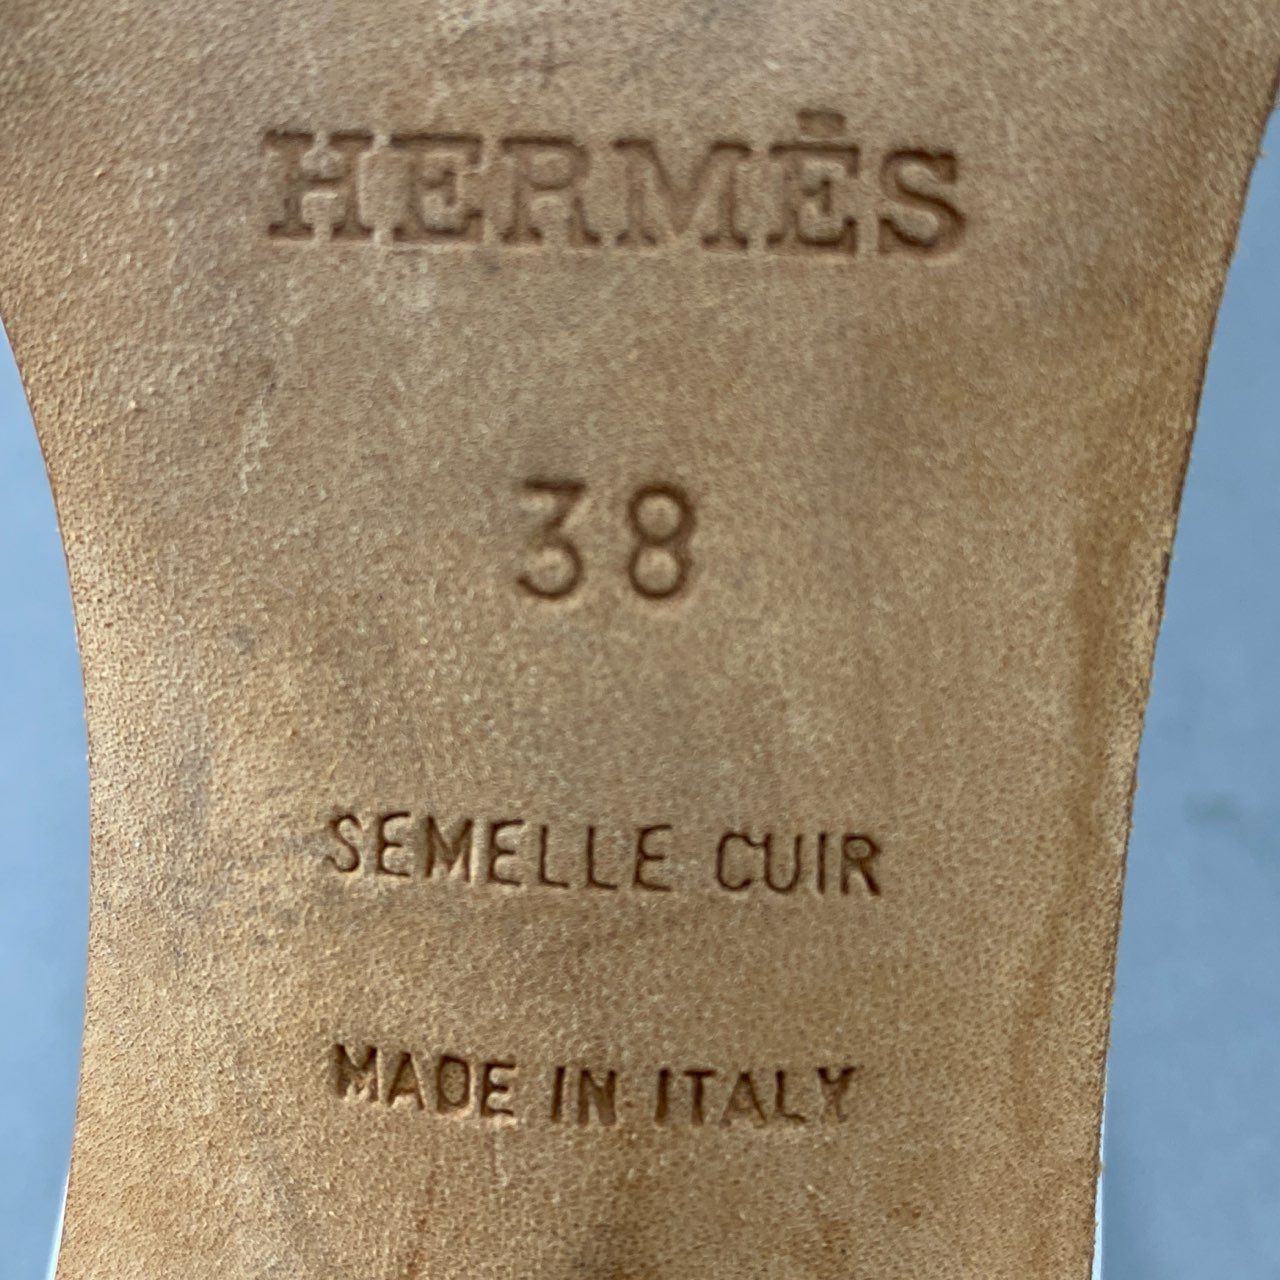 HERMÈS
38
SEMELLE CUIR
MADE IN ITALY